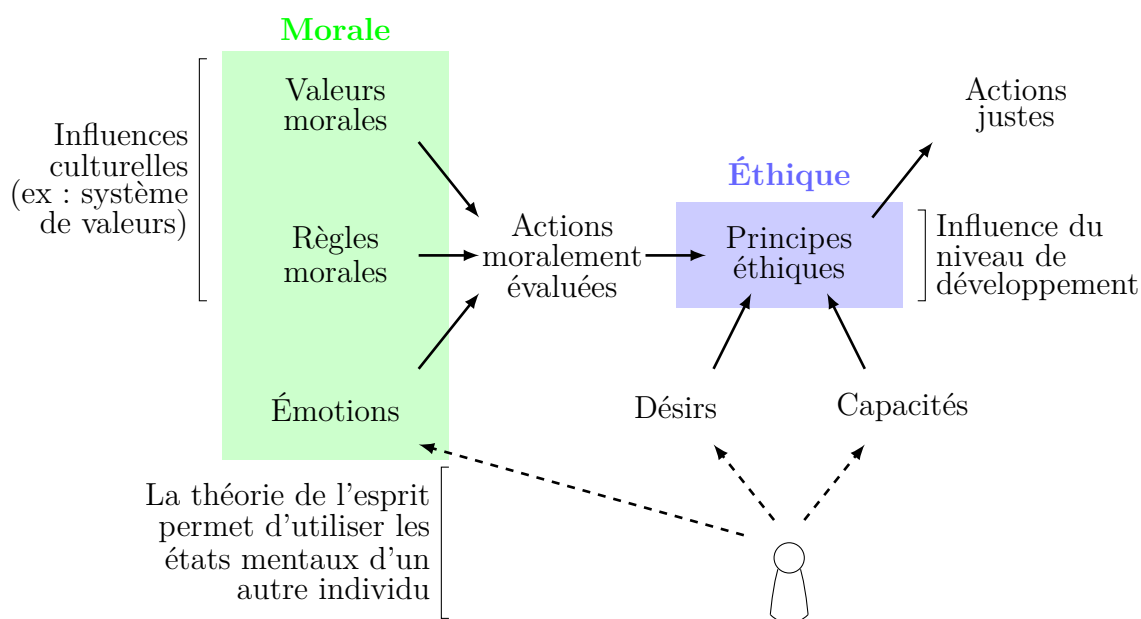 Morale
Valeurs
morales
Actions
justes
Influences
culturelles
(ex : système
de valeurs)
Éthique
Règles
morales
Actions
moralement
évaluées
Principes
éthiques
Influence du
niveau de
développement
Émotions
Désirs
Capacités
La théorie de l'esprit
permet d'utiliser les
états mentaux d'un
autre individu